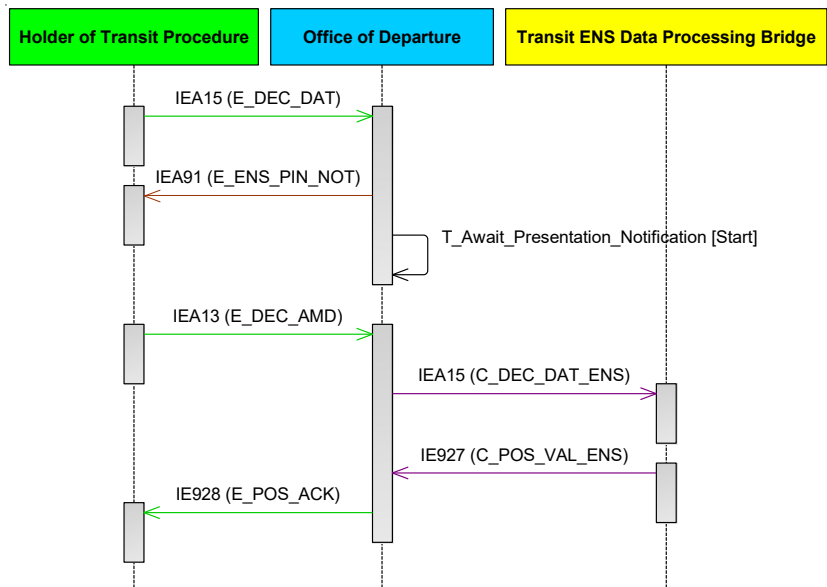 Holder of Transit Procedure
Office of Departure
Transit ENS Data Processing Bridge
IEA15 (E_DEC_DAT)
IEA91 (E_ENS_PIN_NOT)
T_Await_Presentation_Notification [Start]
IEA13 (E_DEC_AMD)
IEA15 (C_DEC_DAT_ENS)
IE927 (C_POS_VAL_ENS)
IE928 (E_POS_ACK)